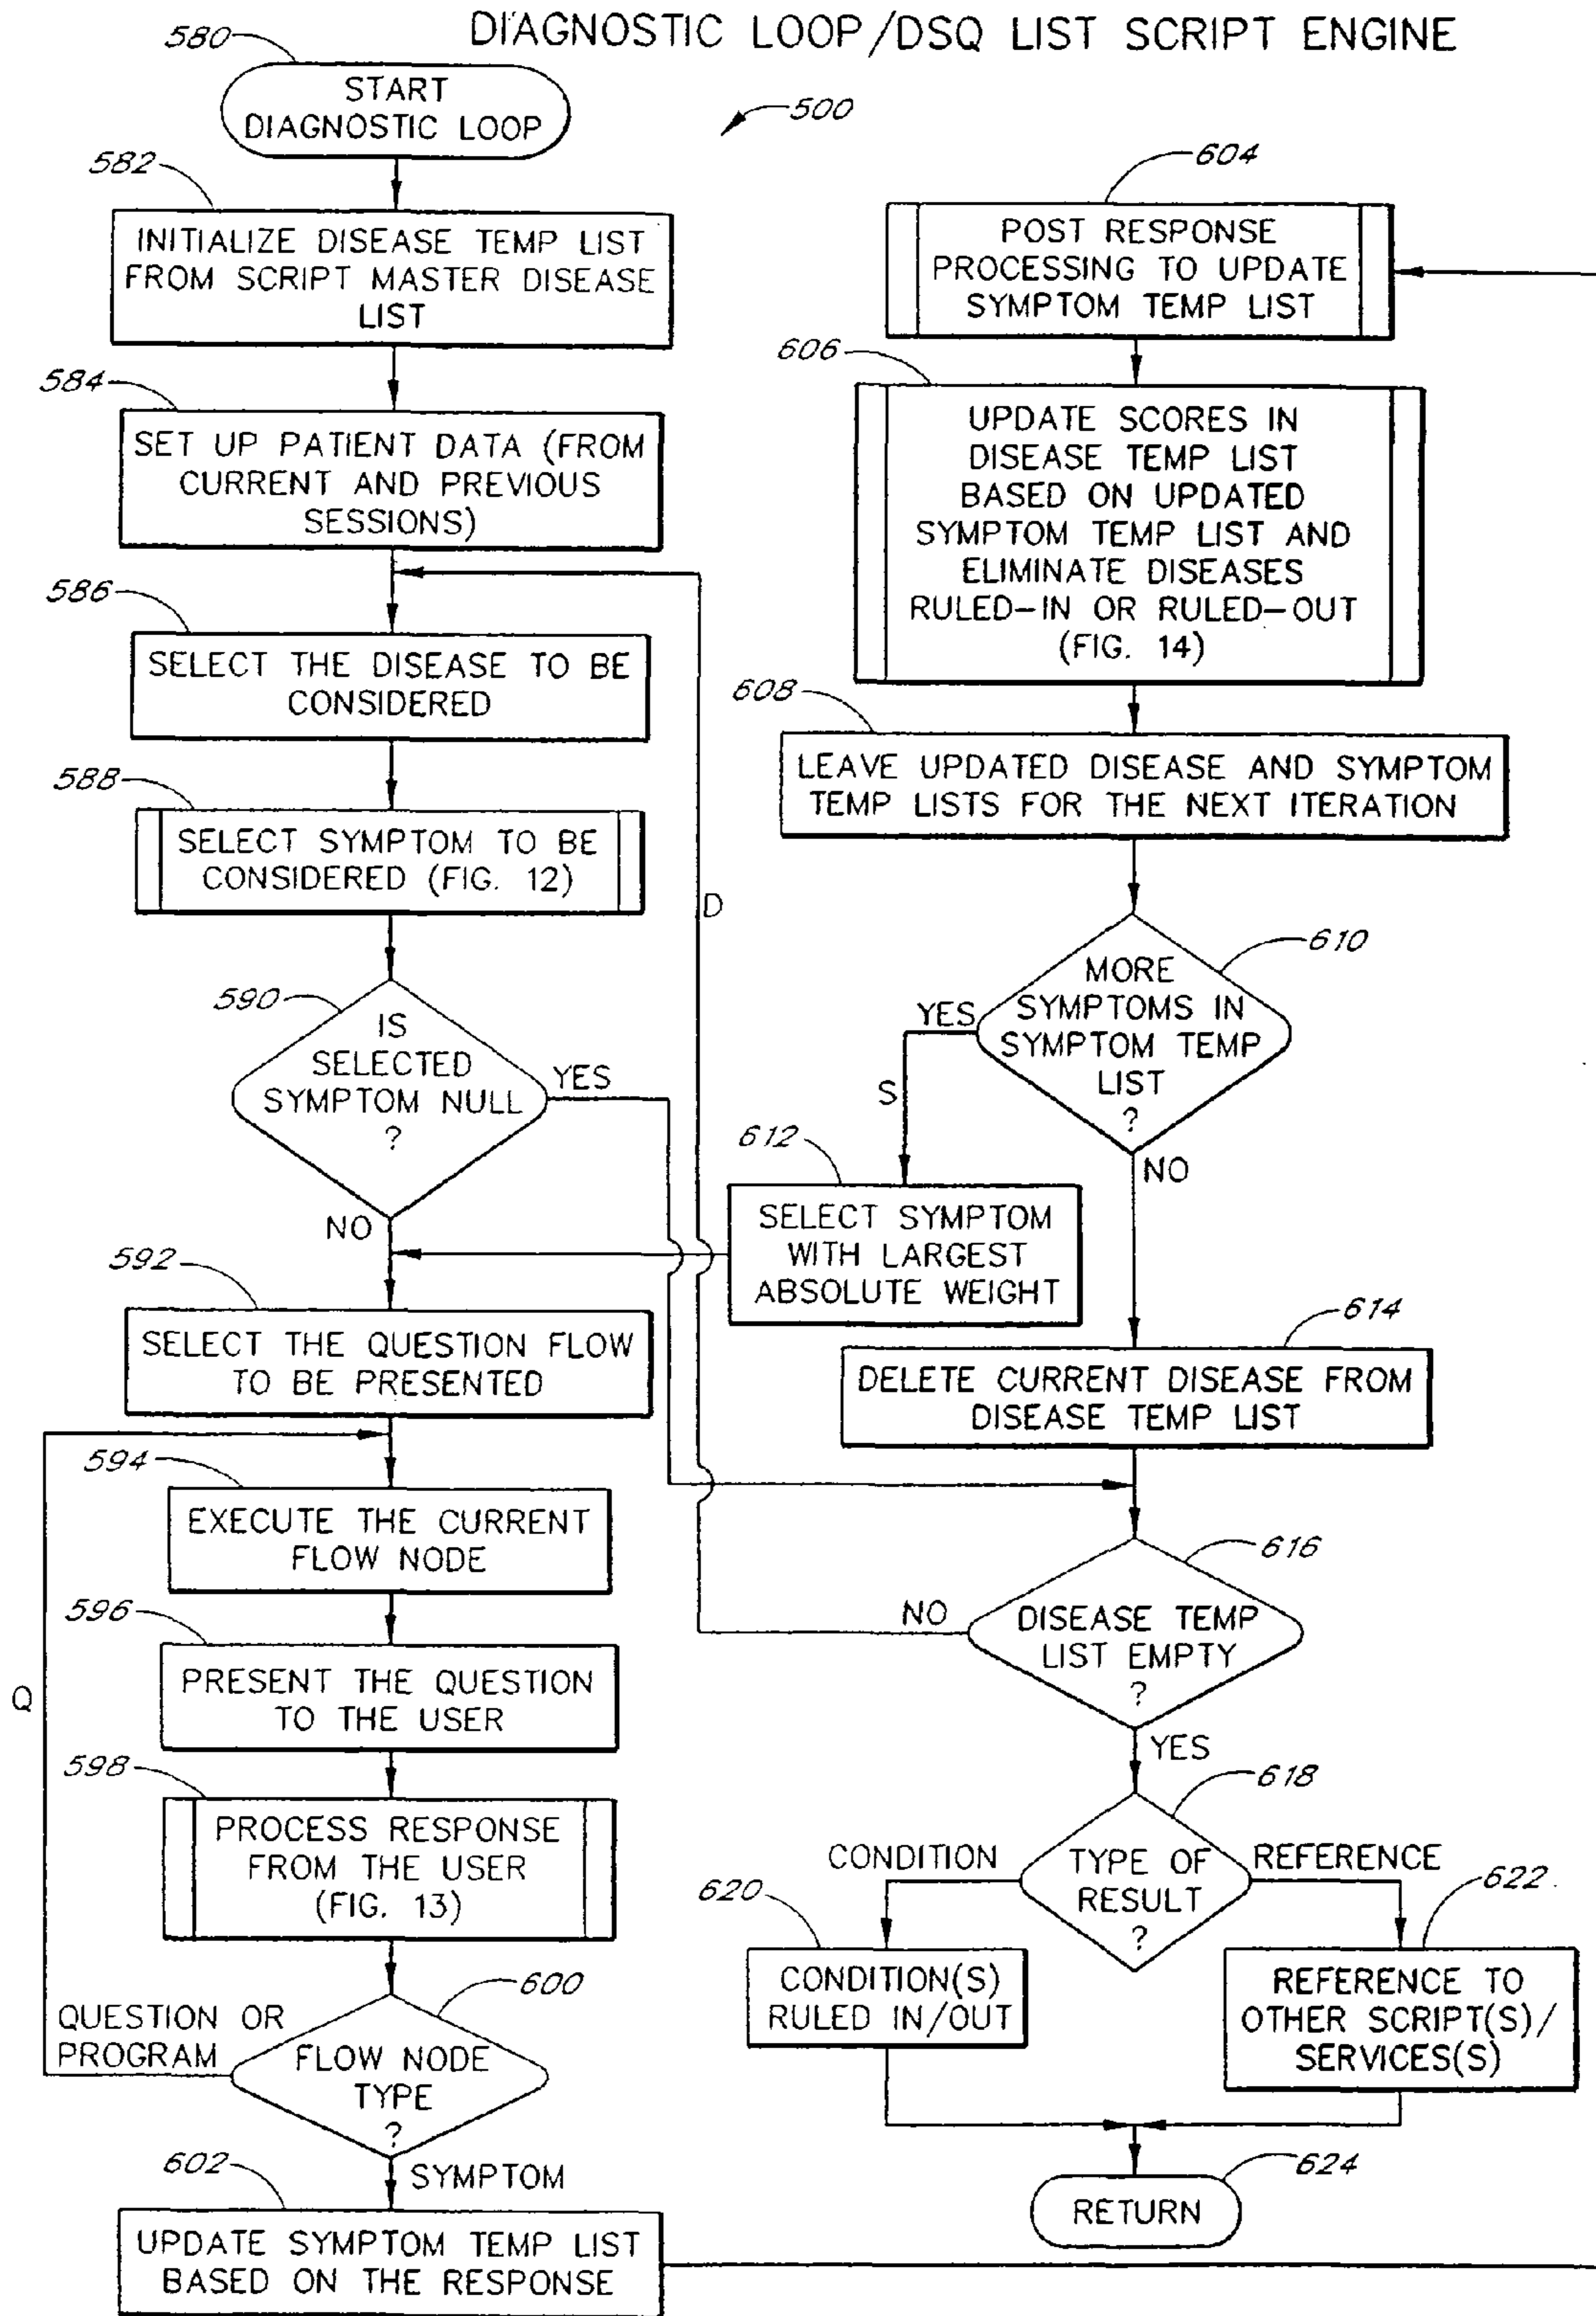 DIAGNOSTIC LOOP/DSQ LIST SCRIPT ENGINE
580
START
DIAGNOSTIC LOOP
500
582
INITIALIZE DISEASE TEMP LIST
FROM SCRIPT MASTER DISEASE
LIST
584
SET UP PATIENT DATA (FROM
CURRENT AND PREVIOUS
SESSIONS)
586
SELECT THE DISEASE TO BE
CONSIDERED
588
SELECT SYMPTOM TO BE
CONSIDERED (FIG. 12)
D
590
IS
SELECTED
SYMPTOM NULL
?
YES
NO
592
SELECT THE QUESTION FLOW
TO BE PRESENTED
594
EXECUTE THE CURRENT
FLOW NODE
596
PRESENT THE QUESTION
TO THE USER
Q
598
PROCESS RESPONSE
FROM THE USER
(FIG. 13)
600
QUESTION OR
PROGRAM
FLOW NODE
TYPE
?
SYMPTOM
602
UPDATE SYMPTOM TEMP LIST
BASED ON THE RESPONSE
604
POST RESPONSE
PROCESSING TO UPDATE
SYMPTOM TEMP LIST
606
UPDATE SCORES IN
DISEASE TEMP LIST
BASED ON UPDATED
SYMPTOM TEMP LIST AND
ELIMINATE DISEASES
RULED-IN OR RULED-OUT
(FIG. 14)
608
LEAVE UPDATED DISEASE AND SYMPTOM
TEMP LISTS FOR THE NEXT ITERATION
610
MORE
SYMPTOMS IN
SYMPTOM TEMP
LIST
?
YES
S
NO
612
SELECT SYMPTOM
WITH LARGEST
ABSOLUTE WEIGHT
614
DELETE CURRENT DISEASE FROM
DISEASE TEMP LIST
616
DISEASE TEMP
LIST EMPTY
?
NO
YES
618
TYPE OF
RESULT
?
CONDITION
REFERENCE
620
CONDITION(S)
RULED IN/OUT
622
REFERENCE TO
OTHER SCRIPT(S)/
SERVICES(S)
624
RETURN